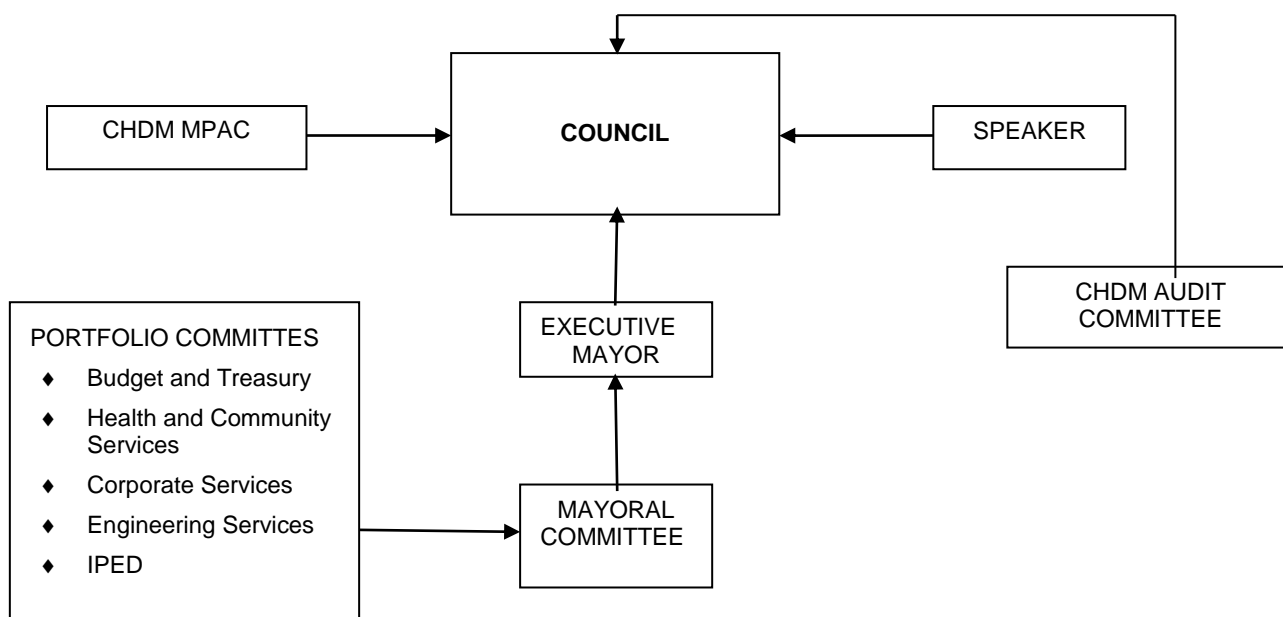 CHDM MPAC
COUNCIL
SPEAKER
CHDM AUDIT
COMMITTEE
EXECUTIVE
MAYOR
PORTFOLIO COMMITTES
♦ Budget and Treasury
♦ Health and Community
Services
♦ Corporate Services
♦ Engineering Services
♦ IPED
MAYORAL
COMMITTEE